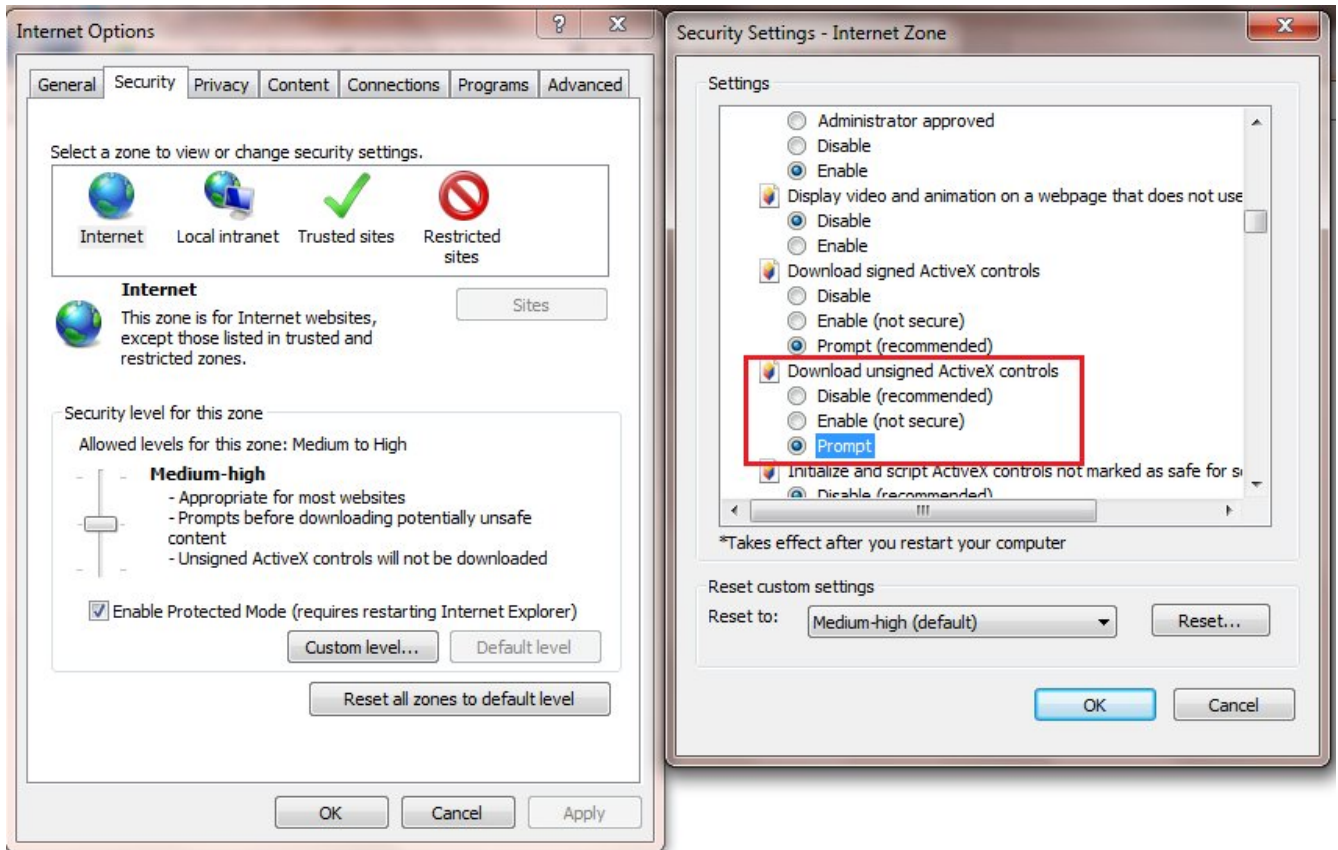 Internet Options
General Security Privacy Content Connections Programs Advanced
Select a zone to view or change security settings.
Internet Local intranet Trusted sites Restricted sites
Internet
This zone is for Internet websites,
except those listed in trusted and
restricted zones.
Sites
Security level for this zone
Allowed levels for this zone: Medium to High
Medium-high
- Appropriate for most websites
- Prompts before downloading potentially unsafe
content
- Unsigned ActiveX controls will not be downloaded
Enable Protected Mode (requires restarting Internet Explorer)
Custom level... Default level
Reset all zones to default level
OK Cancel Apply
Security Settings - Internet Zone
Settings
Administrator approved
Disable
Enable
Display video and animation on a webpage that does not use
Disable
Enable
Download signed ActiveX controls
Disable
Enable (not secure)
Prompt (recommended)
Download unsigned ActiveX controls
Disable (recommended)
Enable (not secure)
Prompt
Initialize and script ActiveX controls not marked as safe for
Disable (recommended)
*Takes effect after you restart your computer
Reset custom settings
Reset to: Medium-high (default) Reset...
OK Cancel